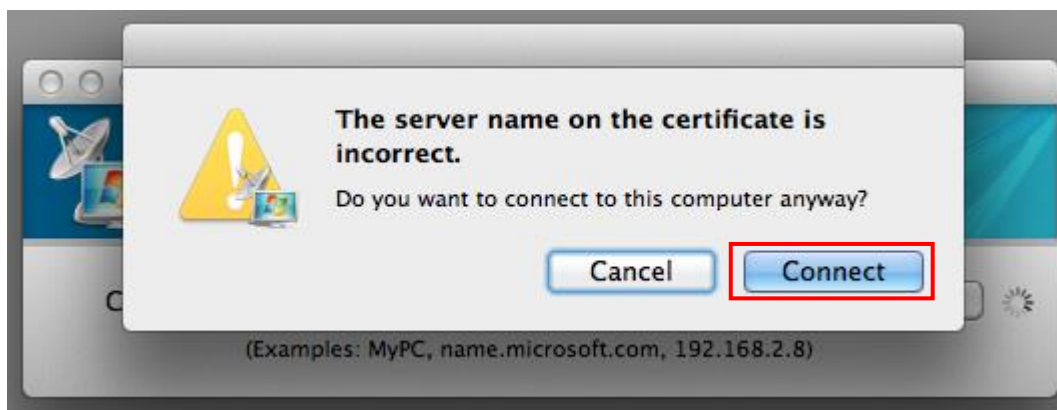 The server name on the certificate is
incorrect.
Do you want to connect to this computer anyway?
Cancel Connect
C
(Examples: MyPC, name.microsoft.com, 192.168.2.8)